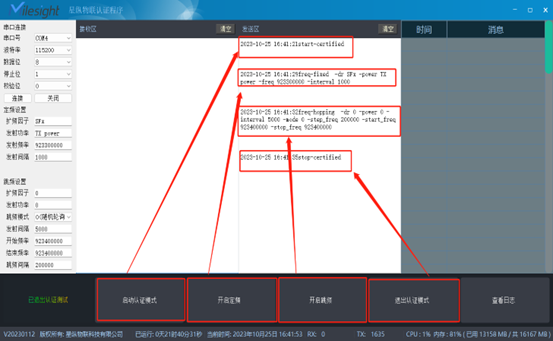 Milesight 星纵物联认证程序
串口连接
串口号 COM4
波特率 115200
数据位 8
停止位 1
校验位 0
连接 关闭
定频设置
扩频因子 SFx
发射功率 TX power
发射频率 923300000
发射间隔 1000
跳频设置
扩频因子 0
发射功率 0
跳频模式 0(随机轮询
发射间隔 5000
开始频率 923400000
结束频率 923400000
跳频间隔 200000
接收区 清空
发送区 清空
2023-10-25 16:41:21start-certified
2023-10-25 16:41:29freq-fixed -dr SFx -power TX
power -freq 923300000 -interval 1000
2023-10-25 16:41:32freq-hopping -dr 0 -power 0 -
interval 5000 -mode 0 -step_freq 200000 -start_freq
923400000 -stop_freq 923400000
2023-10-25 16:41:35stop-certified
时间 消息
已退出认证测试 启动认证模式 开启定频 开启跳频 退出认证模式 查看日志
V20230112 版权所有: 星纵物联科技有限公司 已运行: 0天21时40分31秒 当前时间: 2023年10月25日 16:41:53 RX: 0 TX: 1635 CPU : 1% 内存 : 81% ( 已用 13158 MB / 共 16167 MB )